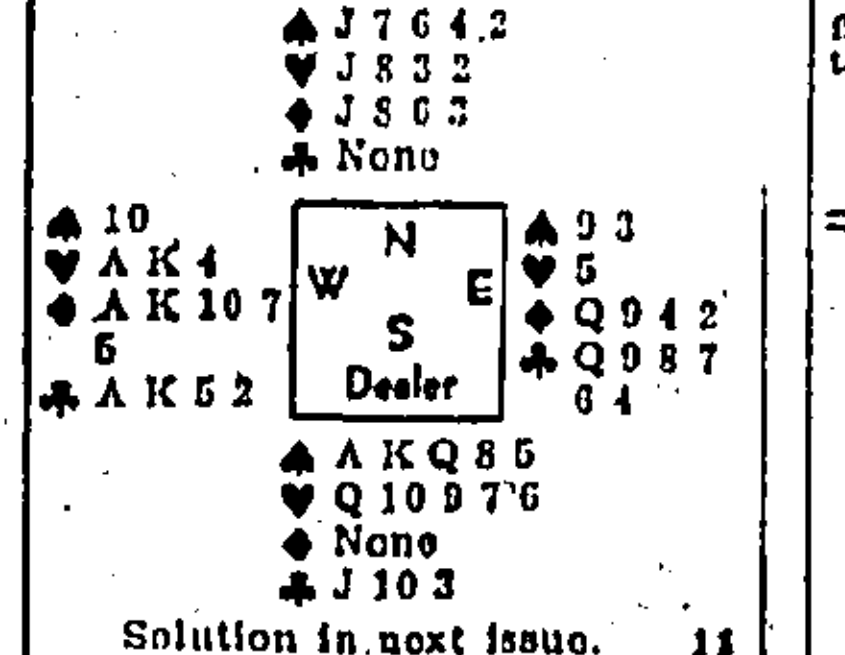 ♠ J 7 6 4 2
♥ J 8 3 2
♦ J 8 6 3
♣ None
♠ 10
♥ A K 4
♦ A K 10 7
5
♣ A K 5 2
N
W E
S
Dealer
♠ 9 3
♥ 5
♦ Q 9 4 2
♣ Q 9 8 7
6 4
♠ A K Q 8 5
♥ Q 10 9 7 6
♦ None
♣ J 10 3
Solution in next issue. 11